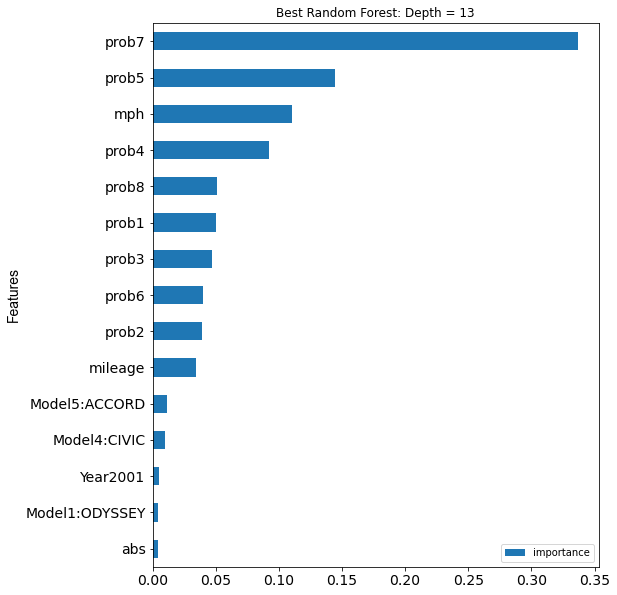 Best Random Forest: Depth = 13
Features
prob7
prob5
mph
prob4
prob8
prob1
prob3
prob6
prob2
mileage
Model5:ACCORD
Model4:CIVIC
Year2001
Model1:ODYSSEY
abs
importance
0.00 0.05 0.10 0.15 0.20 0.25 0.30 0.35